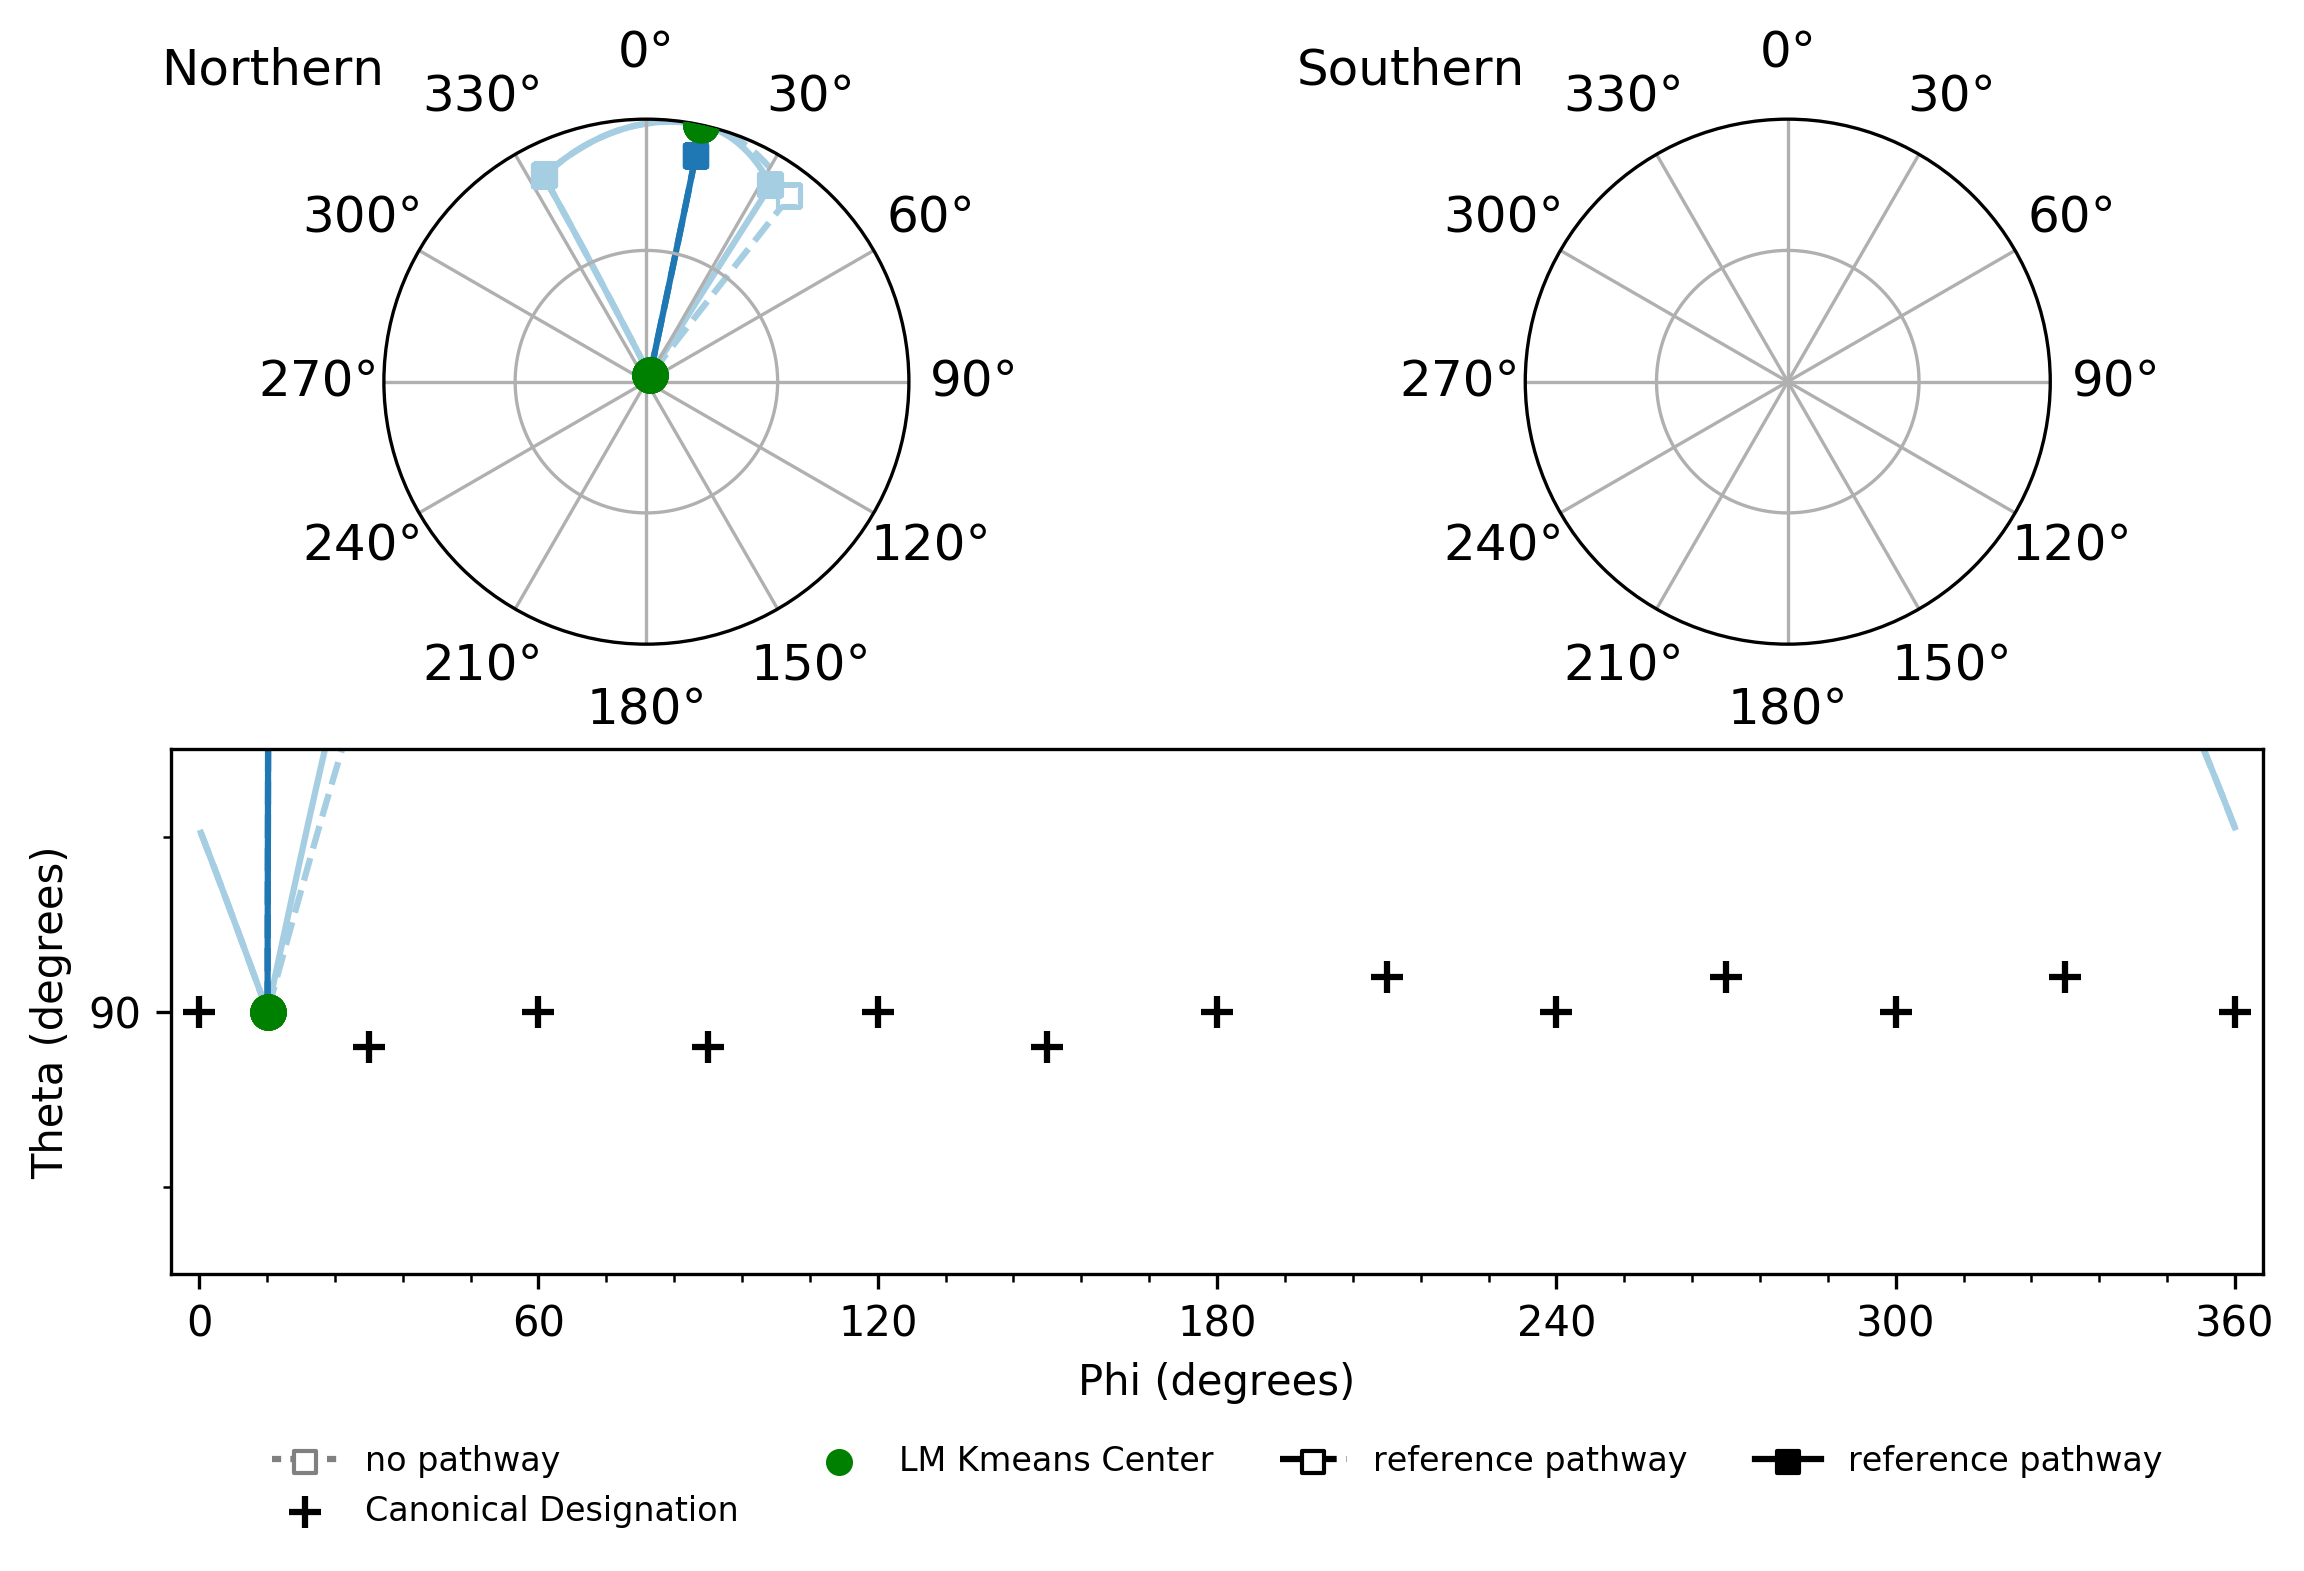 Northern
0°
30°
60°
90°
120°
150°
180°
210°
240°
270°
300°
330°
Southern
0°
30°
60°
90°
120°
150°
180°
210°
240°
270°
300°
330°
Theta (degrees)
90
0 60 120 180 240 300 360
Phi (degrees)
no pathway
Canonical Designation
LM Kmeans Center
reference pathway
reference pathway